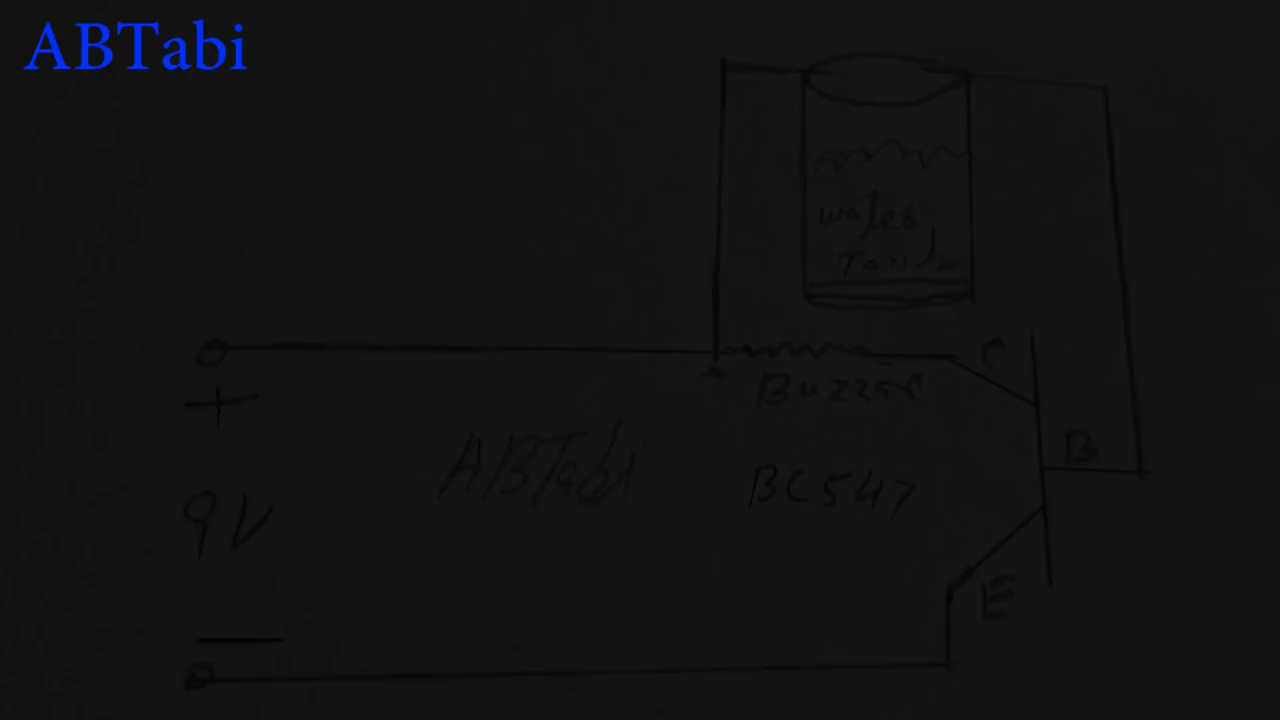 ABTabi
water
Tank
+
C
Buzzer
B
ABTabi
BC547
9V
E
—